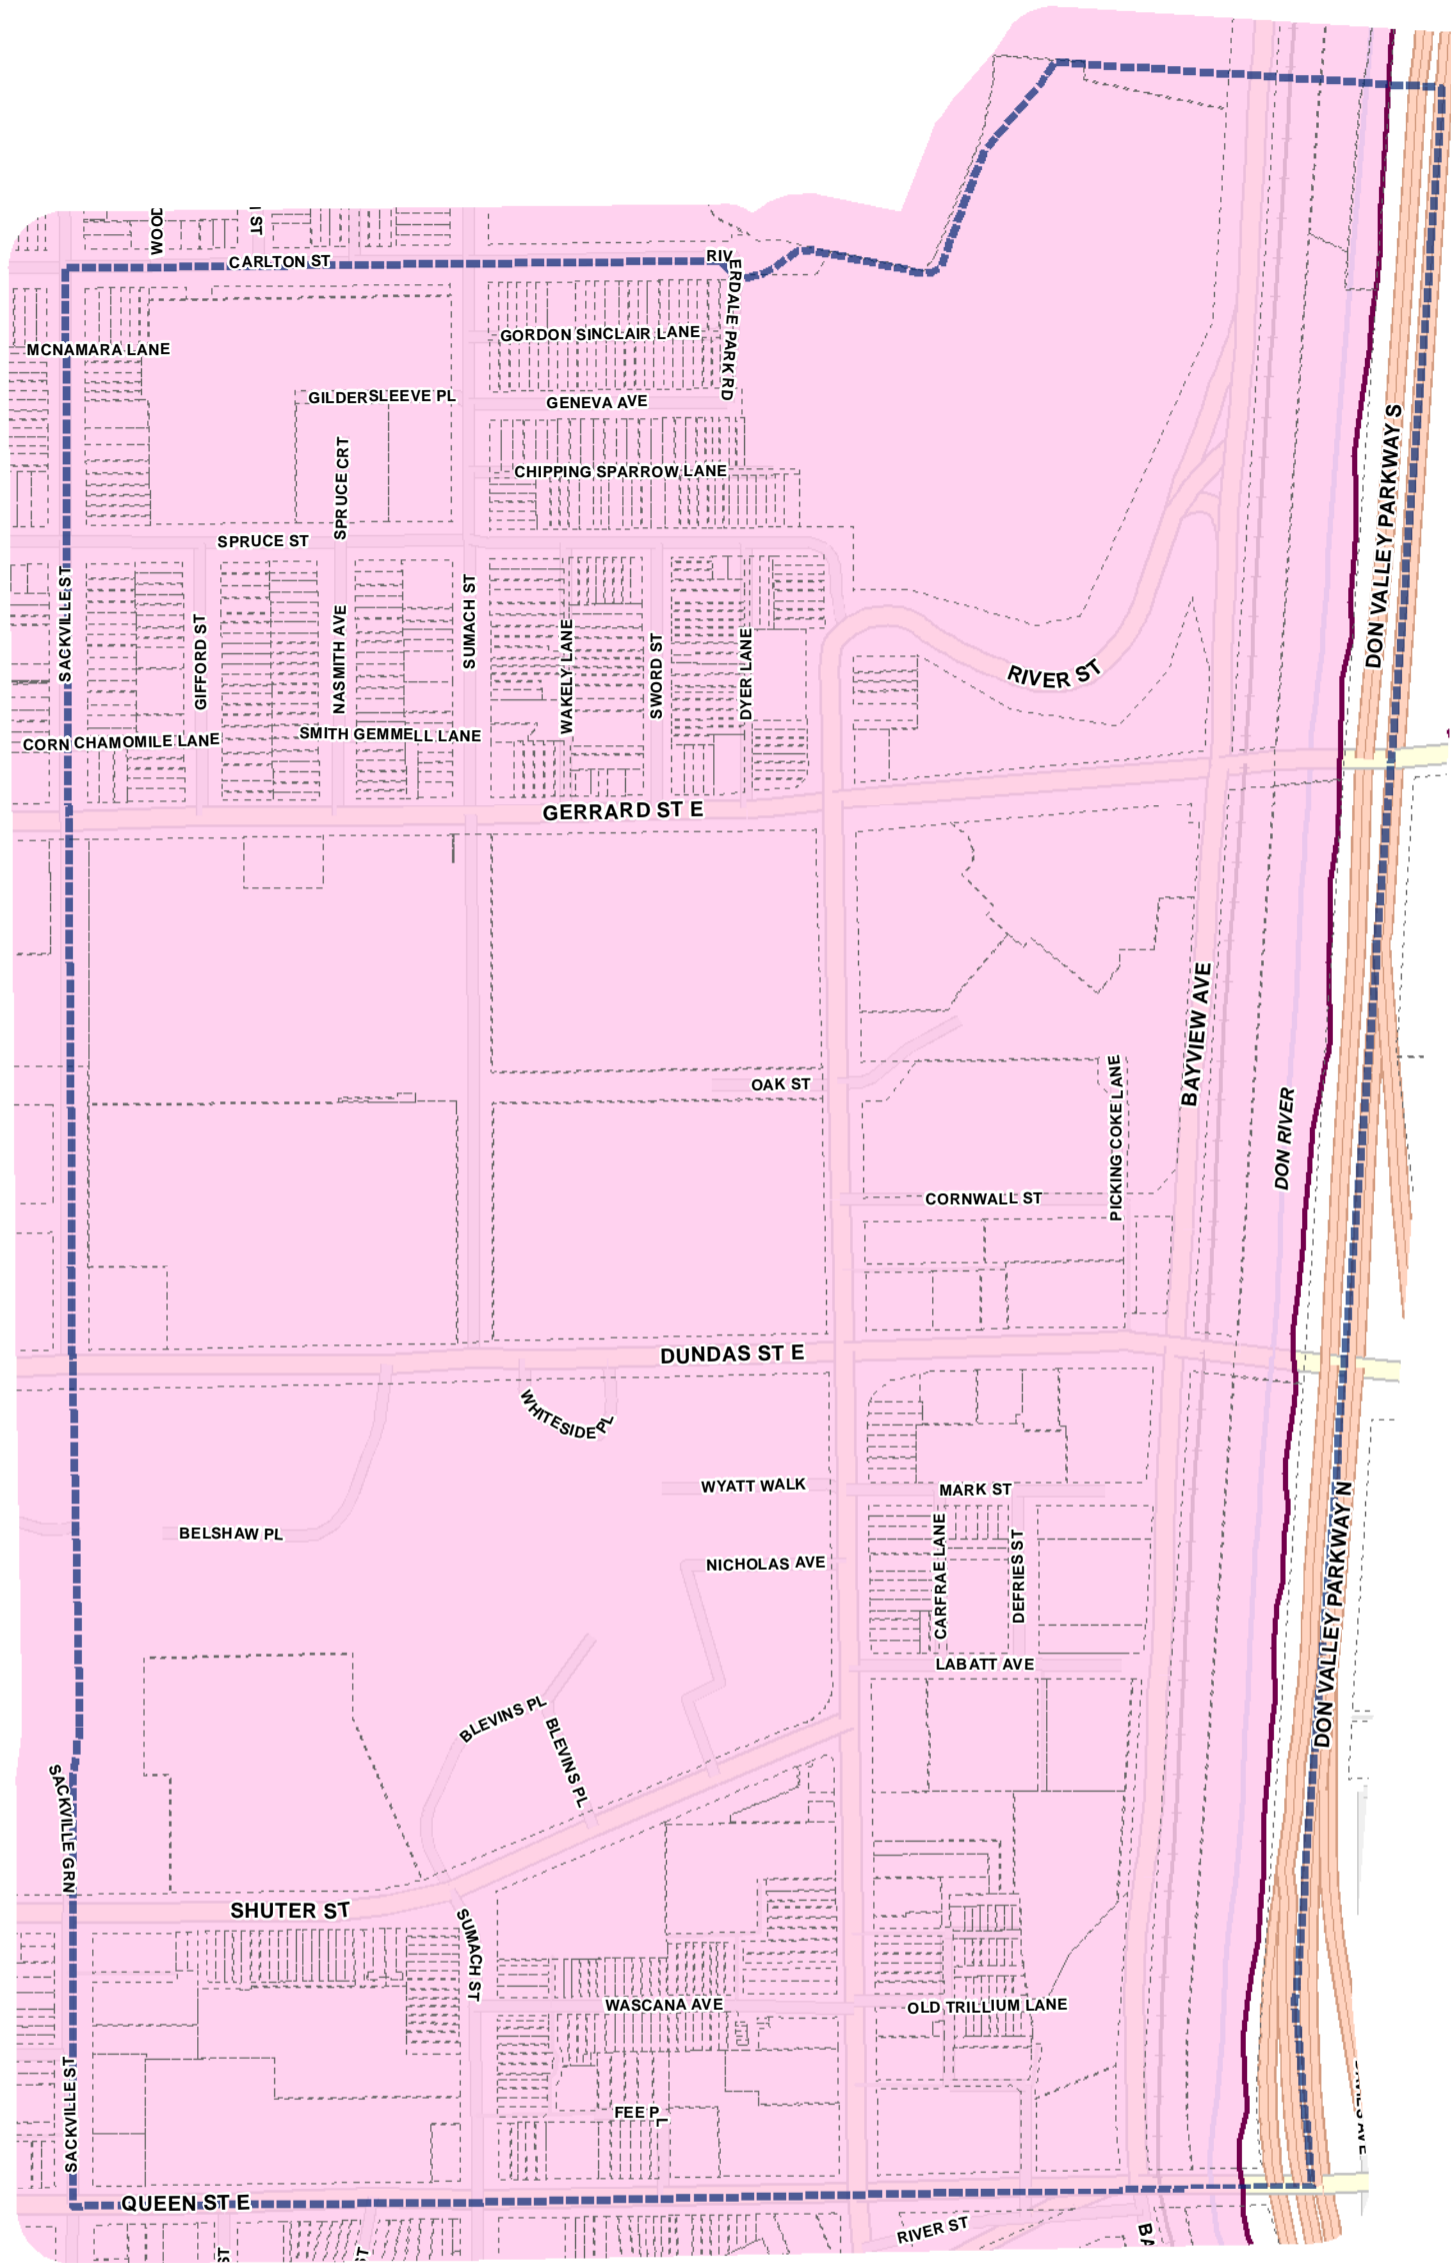 WOOD
ST
CARLTON ST
RIVERDALE PARK RD
MCNAMARA LANE
GORDON SINCLAIR LANE
GILDERSLEEVE PL
GENEVA AVE
SPRUCE CRT
CHIPPING SPARROW LANE
DON VALLEY PARKWAY S
SPRUCE ST
SACKVILLE ST
GIFFORD ST
NASMITH AVE
SUMACH ST
WAKELY LANE
SWORD ST
DYER LANE
RIVER ST
CORN CHAMOMILE LANE
SMITH GEMMELL LANE
GERRARD ST E
BAYVIEW AVE
OAK ST
PICKING COKE LANE
DON RIVER
CORNWALL ST
DUNDAS ST E
WHITESIDE PL
WYATT WALK
MARK ST
BELSHAW PL
NICHOLAS AVE
CARFRAE LANE
DEFRIES ST
DON VALLEY PARKWAY N
LABATT AVE
BLEVINS PL
BLEVINS PL
SACKVILLE GRN
SHUTER ST
SUMACH ST
WASCANA AVE
OLD TRILLIUM LANE
SACKVILLE ST
FEE PL
QUEEN ST E
RIVER ST
BA
ST
ST